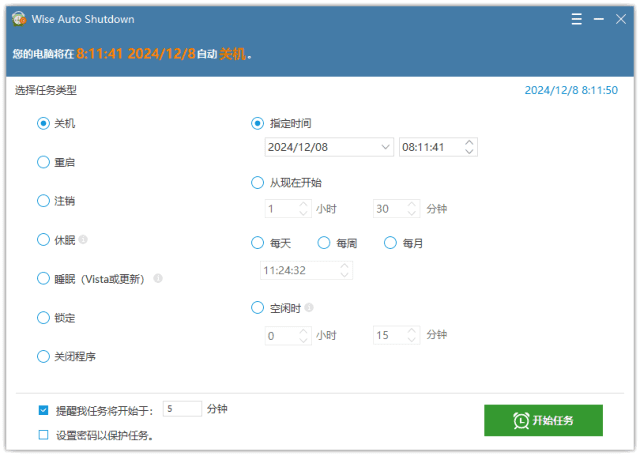 Wise Auto Shutdown
您的电脑将在 8:11:41 2024/12/8 自动 关机 。
选择任务类型
2024/12/8 8:11:50
关机
指定时间
2024/12/08
08:11:41
重启
从现在开始
注销
1 小时 30 分钟
休眠
每天 每周 每月
11:24:32
睡眠（Vista或更新）
空闲时
锁定
0 小时 15 分钟
关闭程序
提醒我任务将开始于： 5 分钟
开始任务
设置密码以保护任务。